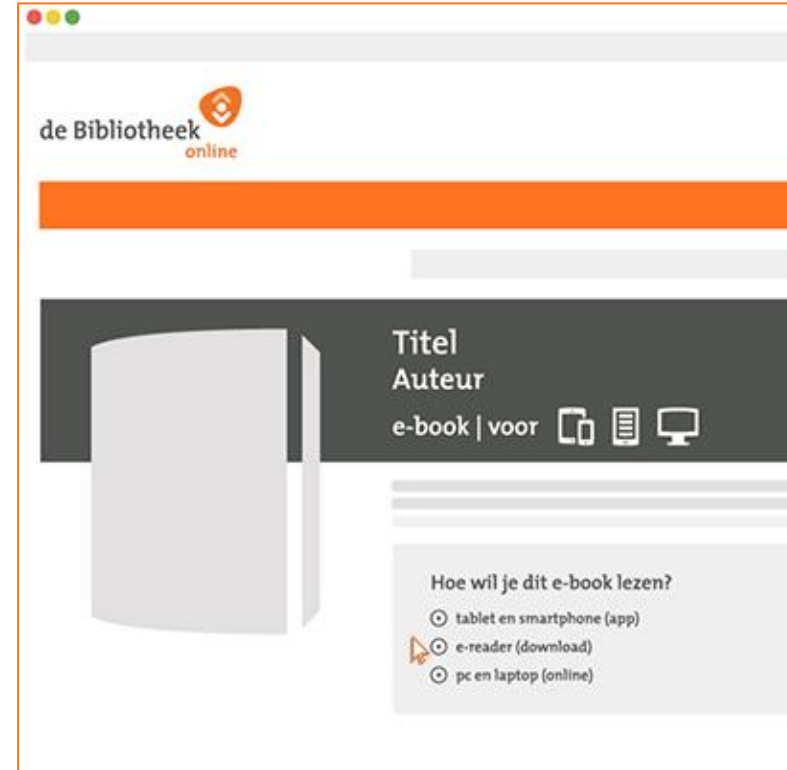 de Bibliotheek
online
Titel
Auteur
e-book | voor
Hoe wil je dit e-book lezen?
tablet en smartphone (app)
e-reader (download)
pc en laptop (online)